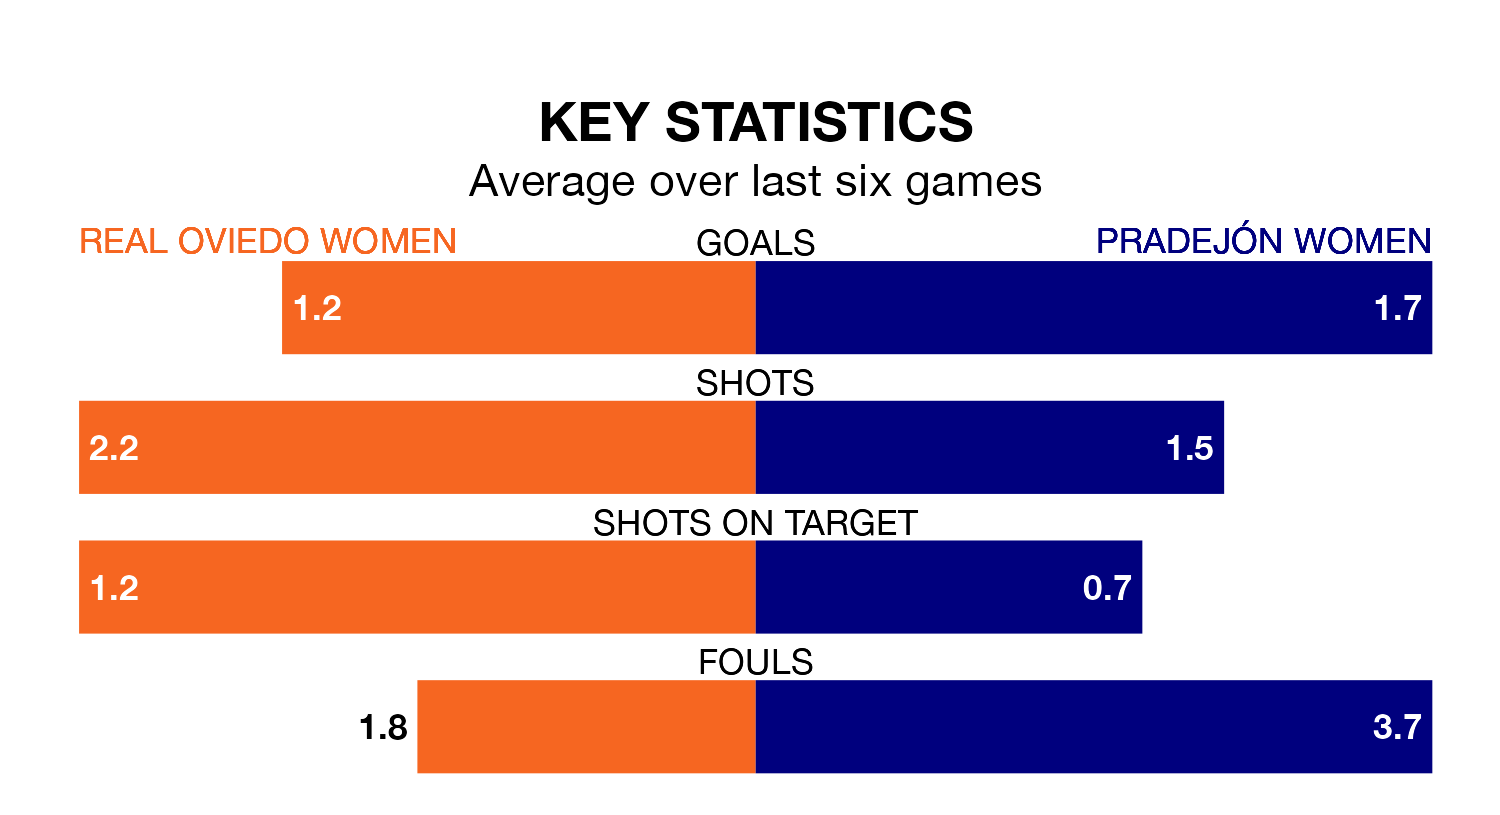 KEY STATISTICS
Average over last six games
REAL OVIEDO WOMEN GOALS PRADEJÓN WOMEN
1.2 1.7
SHOTS
2.2 1.5
SHOTS ON TARGET
1.2 0.7
FOULS
1.8 3.7